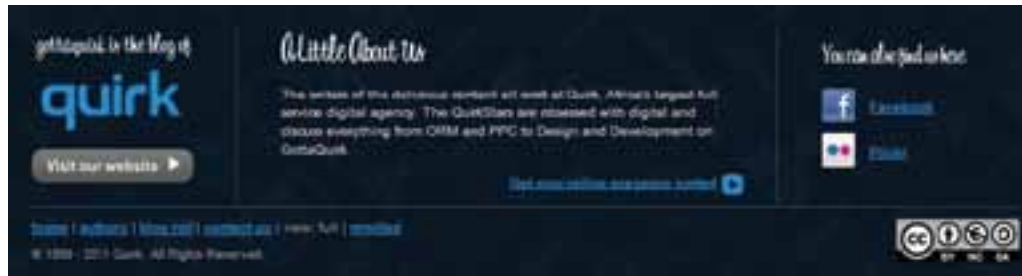 gottaquirk is the blog of
quirk
Visit our website
A Little About Us
The writers of this delicious content all work at Quirk, Africa's largest full
service digital agency. The QuirkStars are obsessed with digital and
discuss everything from ORM and PPC to Design and Development on
GottaQuirk.
You can also find us here:
Facebook
Flickr
home | authors | blog roll | contact us | view: full |
© 1999 - 2011 Quirk. All Rights Reserved.
CC
BY NC SA